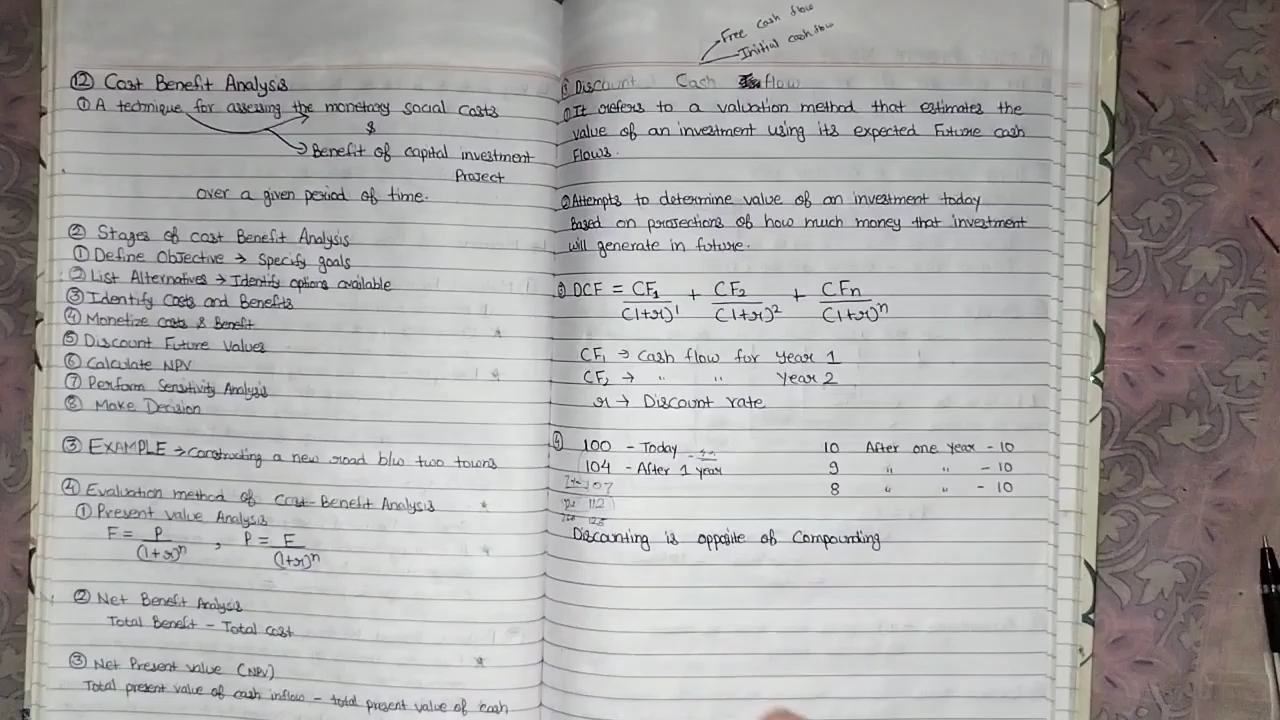 ⑫ Cost Benefit Analysis
① A technique for assessing the monetary social costs
&
Benefit of capital investment
Project
over a given period of time.
② Stages of cost Benefit Analysis
① Define Objective → Specify goals
② List Alternatives → Identify options available
③ Identify Costs and Benefits
④ Monetize costs & Benefit
⑤ Discount Future Values
⑥ Calculate NPV
⑦ Perform Sensitivity Analysis
⑧ Make Decision
③ EXAMPLE → Constructing a new road b/w two towns
④ Evaluation method of Cost-Benefit Analysis
① Present value Analysis
F = P/(1+r)^n , P = F/(1+r)^n
② Net Benefit Analysis
Total Benefit - Total cost
③ Net Present value (NPV)
Total present value of cash inflow - total present value of cash
Free cash flow
Initial cash flow
Discount Cash flow
① It refers to a valuation method that estimates the
value of an investment using its expected Future cash
Flows.
② Attempts to determine value of an investment today
Based on projections of how much money that investment
will generate in future.
③ DCF = CF₁/(1+r)^1 + CF₂/(1+r)^2 + CFn/(1+r)^n
CF₁ → Cash flow for year 1
CF₂ → " " Year 2
r → Discount rate
④ 100 - Today 10 After one year - 10
104 - After 1 year 9 " " - 10
107 8 " " - 10
112
Discounting is opposite of Compounding